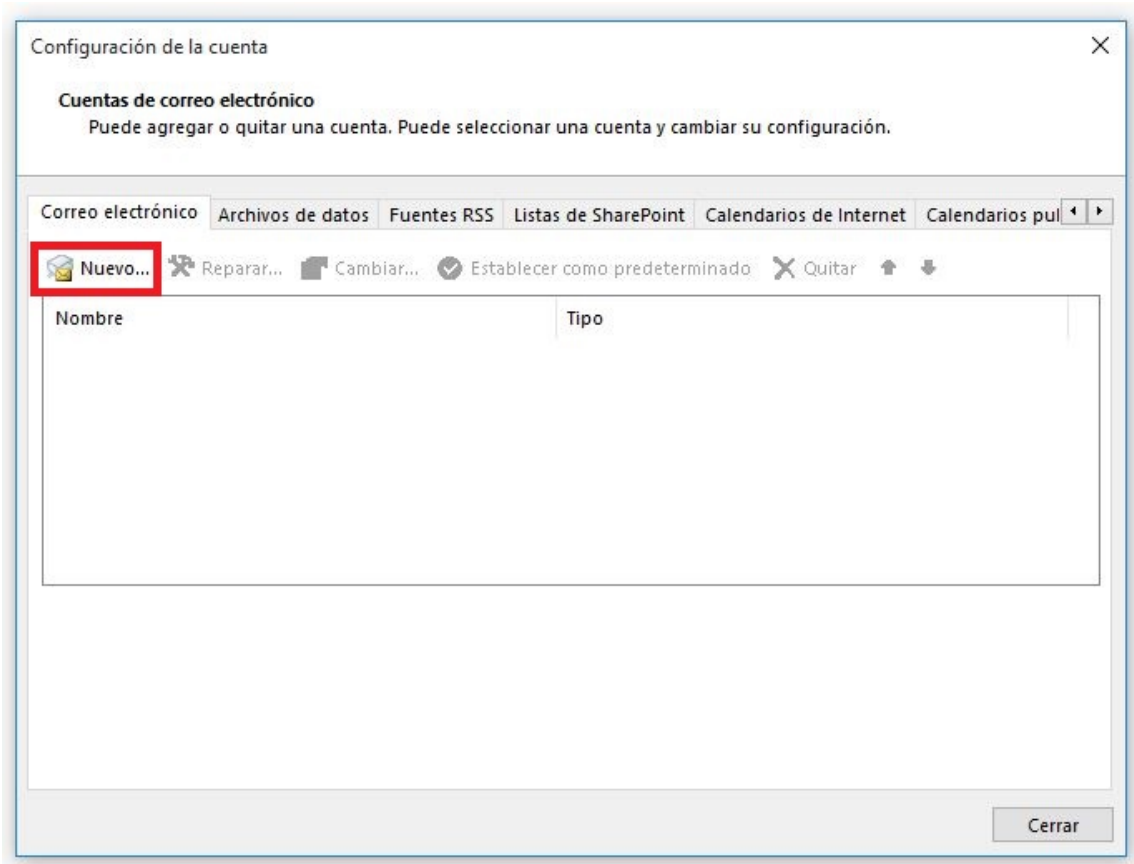 Configuración de la cuenta
Cuentas de correo electrónico
Puede agregar o quitar una cuenta. Puede seleccionar una cuenta y cambiar su configuración.
Correo electrónico Archivos de datos Fuentes RSS Listas de SharePoint Calendarios de Internet Calendarios pul
Nuevo... Reparar... Cambiar... Establecer como predeterminado Quitar
Nombre Tipo
Cerrar